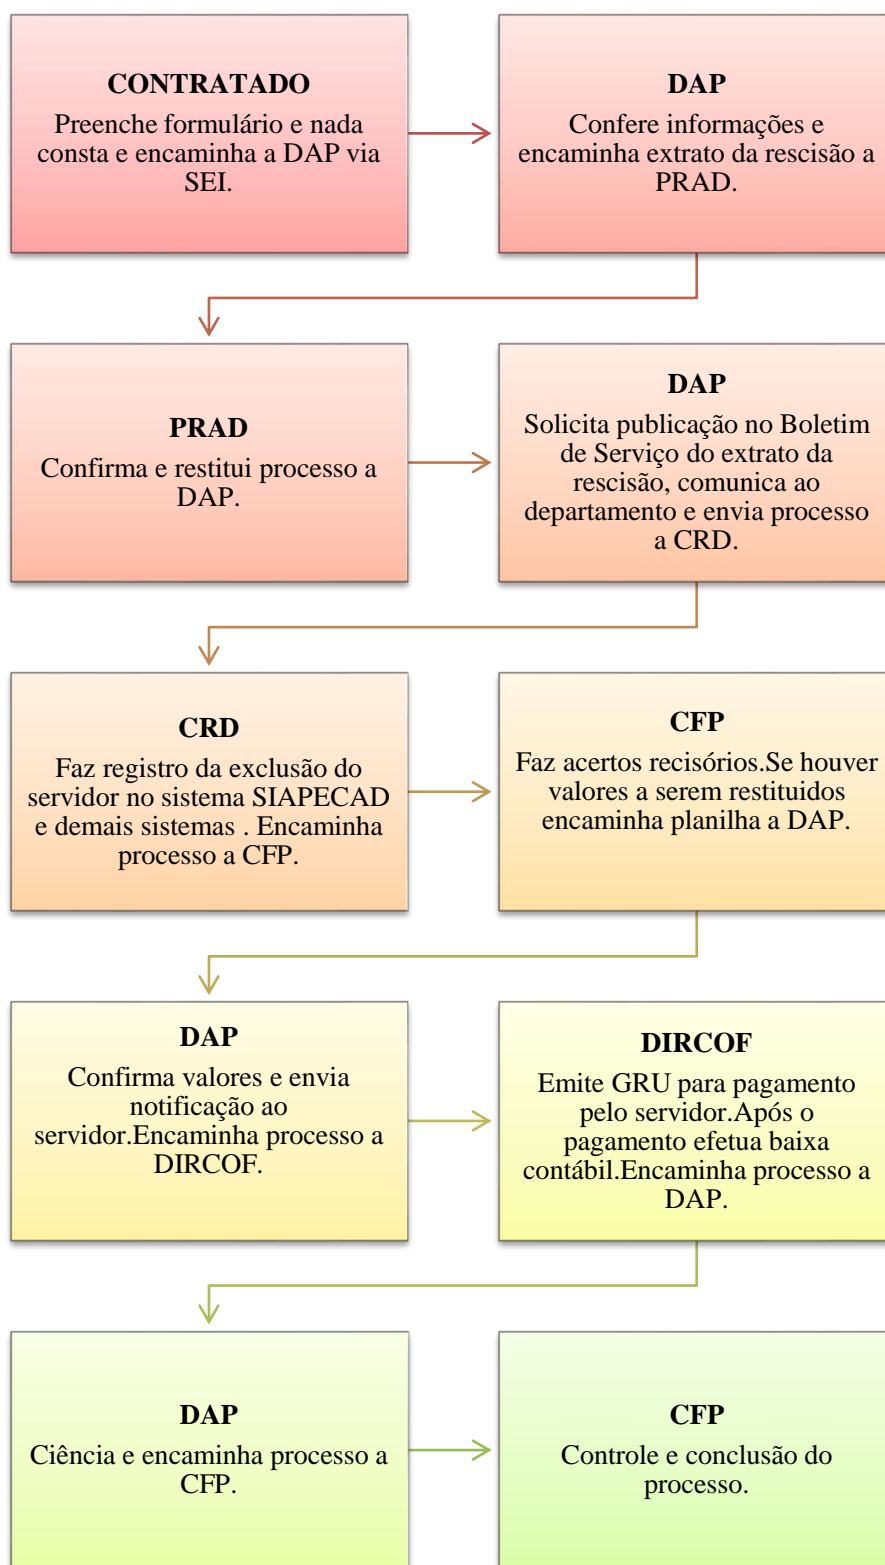 CONTRATADO
Preenche formulário e nada
consta e encaminha a DAP via
SEI.
DAP
Confere informações e
encaminha extrato da rescisão a
PRAD.
PRAD
Confirma e restitui processo a
DAP.
DAP
Solicita publicação no Boletim
de Serviço do extrato da
rescisão, comunica ao
departamento e envia processo
a CRD.
CRD
Faz registro da exclusão do
servidor no sistema SIAPECAD
e demais sistemas . Encaminha
processo a CFP.
CFP
Faz acertos recisórios.Se houver
valores a serem restituidos
encaminha planilha a DAP.
DAP
Confirma valores e envia
notificação ao
servidor.Encaminha processo a
DIRCOF.
DIRCOF
Emite GRU para pagamento
pelo servidor.Após o
pagamento efetua baixa
contábil.Encaminha processo a
DAP.
DAP
Ciência e encaminha processo a
CFP.
CFP
Controle e conclusão do
processo.